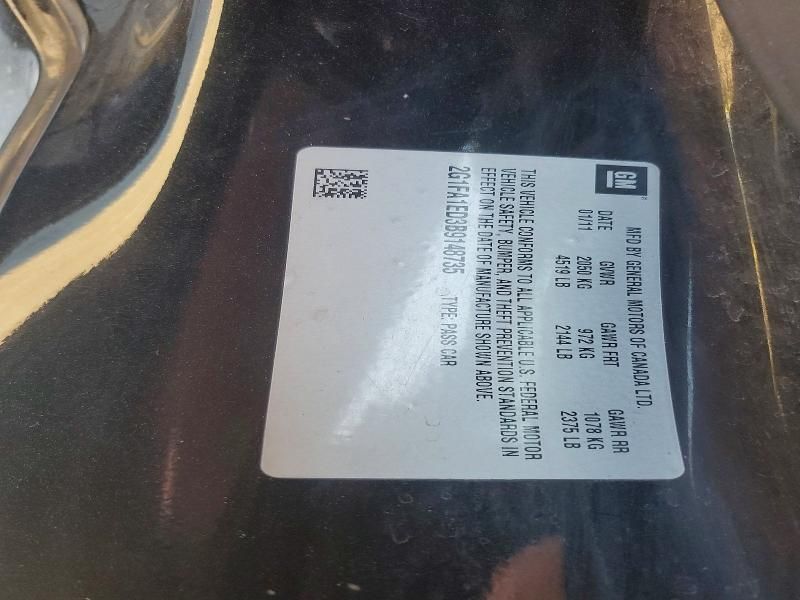 GM®
MFD BY GENERAL MOTORS OF CANADA LTD.
DATE GVWR GAWR FRT GAWR RR
01/11 2050 KG 972 KG 1078 KG
4519 LB 2144 LB 2375 LB
THIS VEHICLE CONFORMS TO ALL APPLICABLE U.S. FEDERAL MOTOR
VEHICLE SAFETY, BUMPER, AND THEFT PREVENTION STANDARDS IN
EFFECT ON THE DATE OF MANUFACTURE SHOWN ABOVE.
2G1FA1ED3B9148735 TYPE: PASS CAR